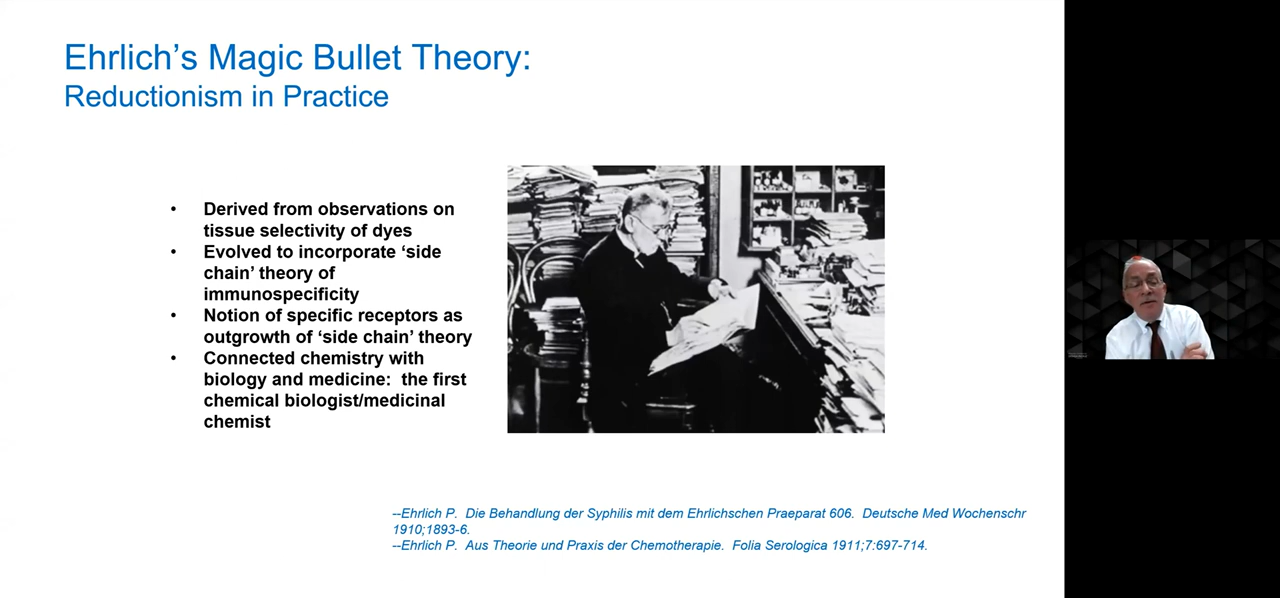 Ehrlich’s Magic Bullet Theory:
Reductionism in Practice
• Derived from observations on
tissue selectivity of dyes
• Evolved to incorporate ‘side
chain’ theory of
immunospecificity
• Notion of specific receptors as
outgrowth of ‘side chain’ theory
• Connected chemistry with
biology and medicine: the first
chemical biologist/medicinal
chemist
--Ehrlich P. Die Behandlung der Syphilis mit dem Ehrlichschen Praeparat 606. Deutsche Med Wochenschr
1910;1893-6.
--Ehrlich P. Aus Theorie und Praxis der Chemotherapie. Folia Serologica 1911;7:697-714.